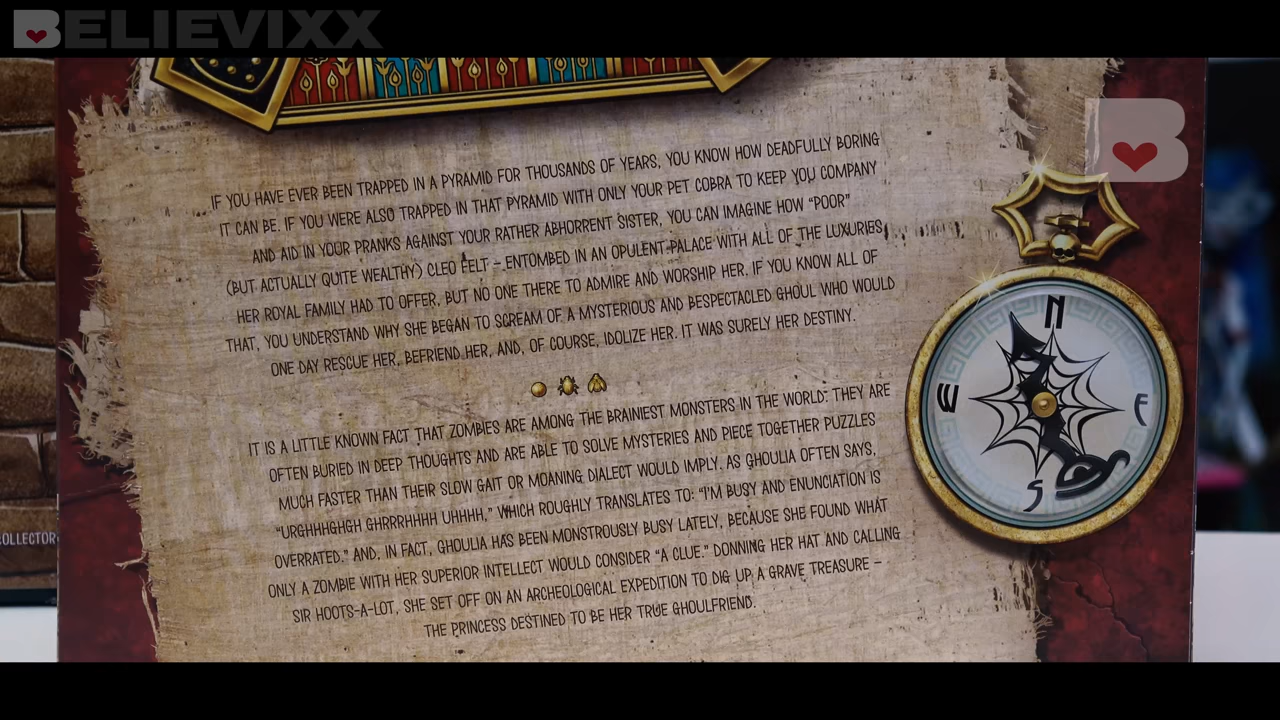 BELIEVIXX
B
IF YOU HAVE EVER BEEN TRAPPED IN A PYRAMID FOR THOUSANDS OF YEARS, YOU KNOW HOW DEADFULLY BORING
IT CAN BE. IF YOU WERE ALSO TRAPPED IN THAT PYRAMID WITH ONLY YOUR PET COBRA TO KEEP YOU COMPANY
AND AID IN YOUR PRANKS AGAINST YOUR RATHER ABHORRENT SISTER, YOU CAN IMAGINE HOW "POOR"
(BUT ACTUALLY QUITE WEALTHY) CLEO FELT – ENTOMBED IN AN OPULENT PALACE WITH ALL OF THE LUXURIES
HER ROYAL FAMILY HAD TO OFFER, BUT NO ONE THERE TO ADMIRE AND WORSHIP HER. IF YOU KNOW ALL OF
THAT, YOU UNDERSTAND WHY SHE BEGAN TO SCREAM OF A MYSTERIOUS AND BESPECTACLED GHOUL WHO WOULD
ONE DAY RESCUE HER, BEFRIEND HER, AND, OF COURSE, IDOLIZE HER. IT WAS SURELY HER DESTINY.
IT IS A LITTLE KNOWN FACT THAT ZOMBIES ARE AMONG THE BRAINIEST MONSTERS IN THE WORLD. THEY ARE
OFTEN BURIED IN DEEP THOUGHTS AND ARE ABLE TO SOLVE MYSTERIES AND PIECE TOGETHER PUZZLES
MUCH FASTER THAN THEIR SLOW GAIT OR MOANING DIALECT WOULD IMPLY. AS GHOULIA OFTEN SAYS,
"URGHHHGHGH GHRRRHHHH UHHHH," WHICH ROUGHLY TRANSLATES TO: "I'M BUSY AND ENUNCIATION IS
OVERRATED." AND, IN FACT, GHOULIA HAS BEEN MONSTROUSLY BUSY LATELY, BECAUSE SHE FOUND WHAT
ONLY A ZOMBIE WITH HER SUPERIOR INTELLECT WOULD CONSIDER "A CLUE." DONNING HER HAT AND CALLING
SIR HOOTS-A-LOT, SHE SET OFF ON AN ARCHEOLOGICAL EXPEDITION TO DIG UP A GRAVE TREASURE –
THE PRINCESS DESTINED TO BE HER TRUE GHOULFRIEND.
N
W
E
S
COLLECTOR